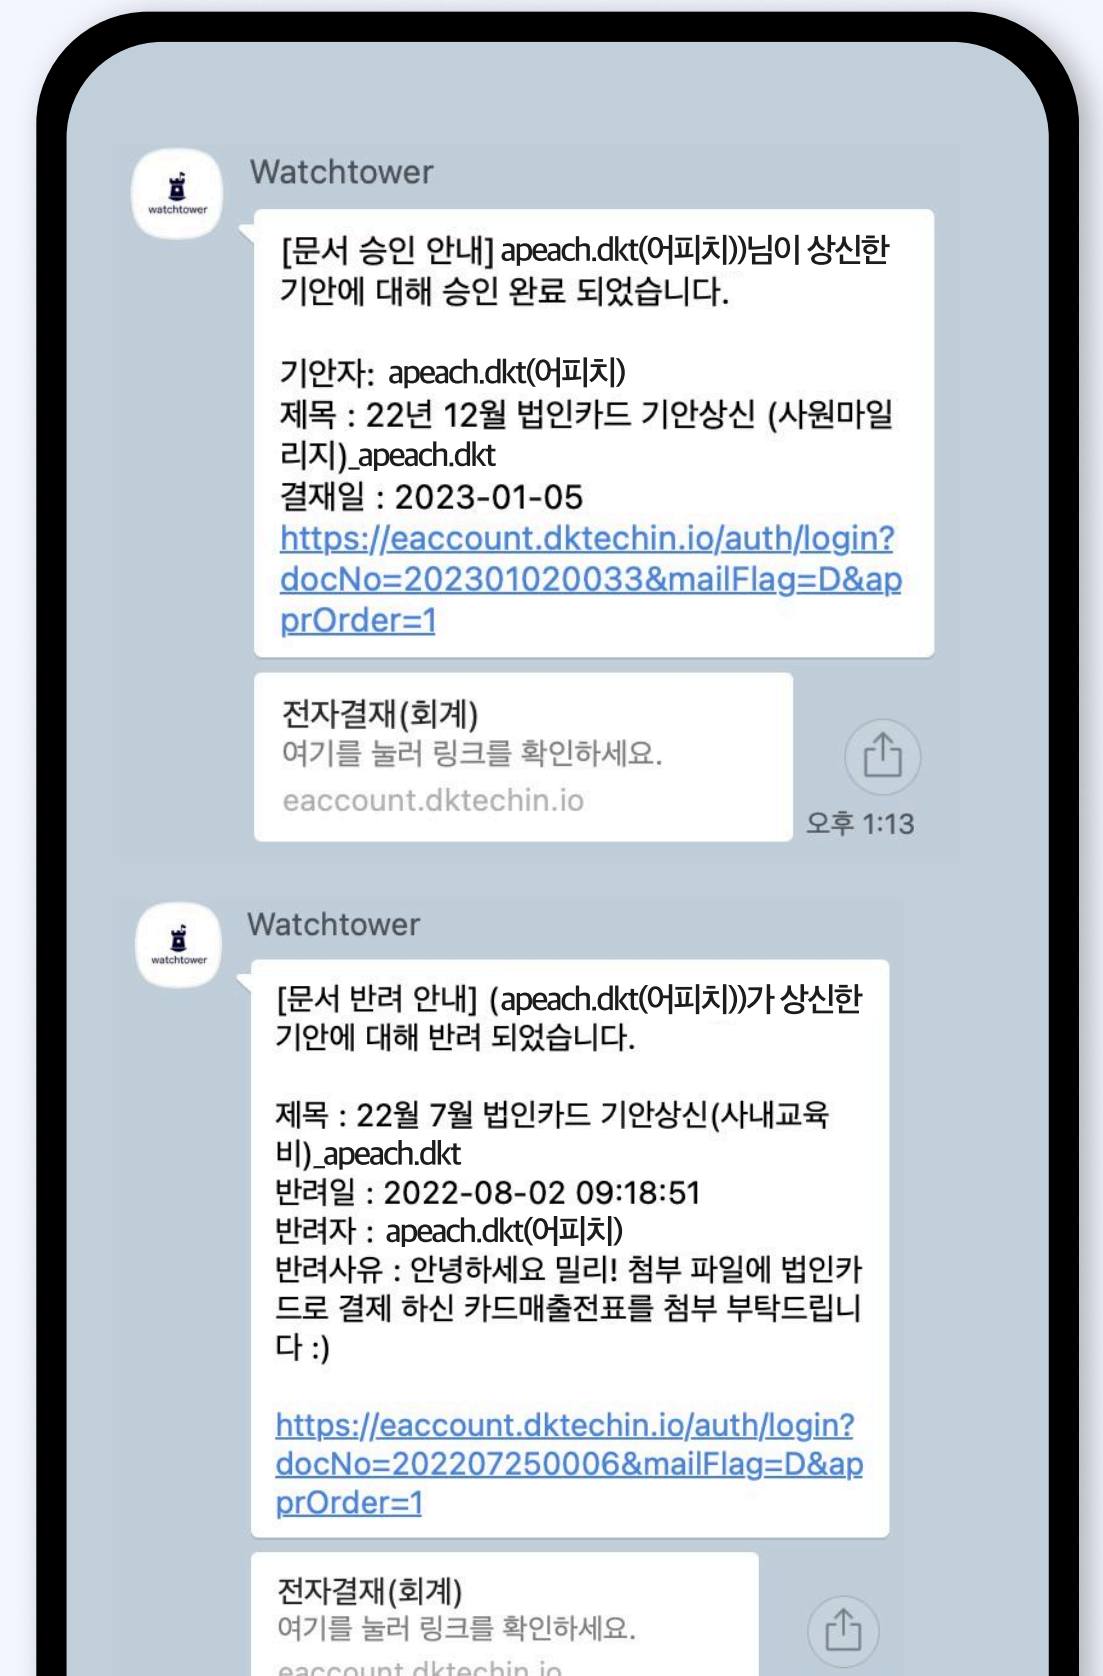 Watchtower
watchtower
[문서 승인 안내] apeach.dkt(어피치))님이 상신한
기안에 대해 승인 완료 되었습니다.
기안자: apeach.dkt(어피치)
제목 : 22년 12월 법인카드 기안상신 (사원마일
리지)_apeach.dkt
결재일 : 2023-01-05
https://eaccount.dktechin.io/auth/login?
docNo=202301020033&mailFlag=D&ap
prOrder=1
전자결재(회계)
여기를 눌러 링크를 확인하세요.
eaccount.dktechin.io
오후 1:13
Watchtower
watchtower
[문서 반려 안내] (apeach.dkt(어피치))가 상신한
기안에 대해 반려 되었습니다.
제목 : 22월 7월 법인카드 기안상신(사내교육
비)_apeach.dkt
반려일 : 2022-08-02 09:18:51
반려자 : apeach.dkt(어피치)
반려사유 : 안녕하세요 밀리! 첨부 파일에 법인카
드로 결제 하신 카드매출전표를 첨부 부탁드립니
다 :)
https://eaccount.dktechin.io/auth/login?
docNo=202207250006&mailFlag=D&ap
prOrder=1
전자결재(회계)
여기를 눌러 링크를 확인하세요.
eaccount.dktechin.io